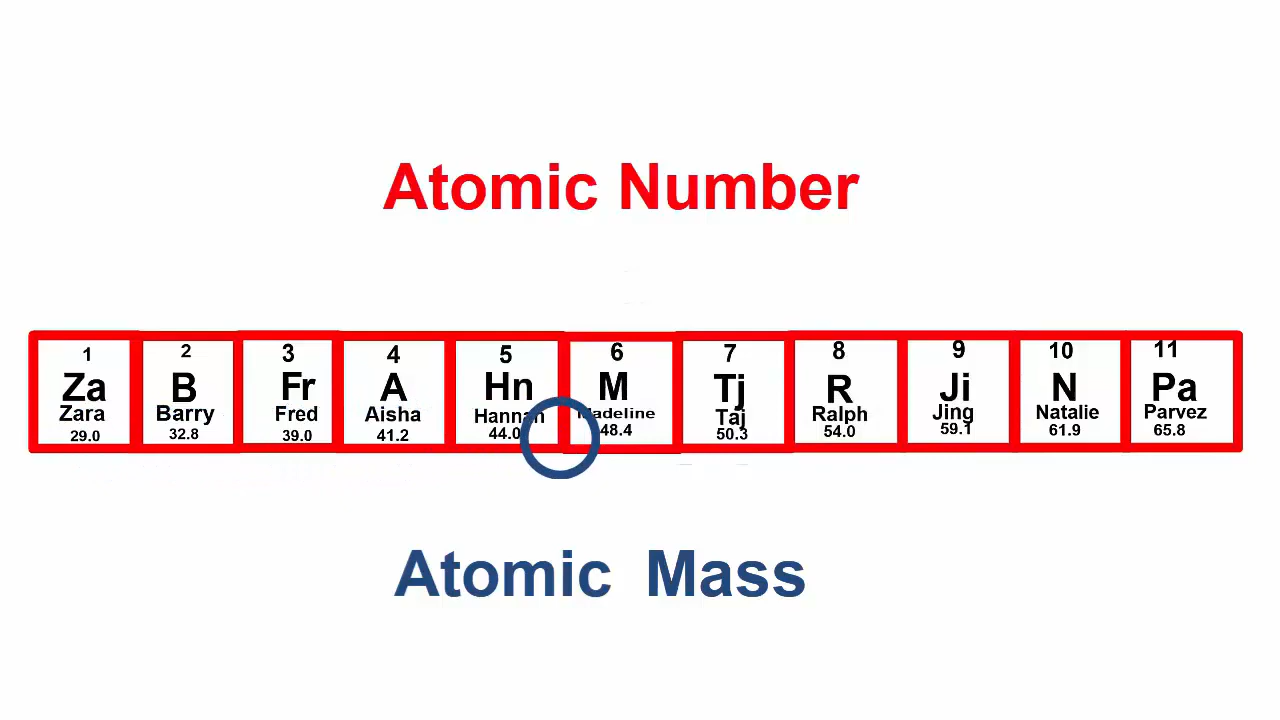 Atomic Number
1 2 3 4 5 6 7 8 9 10 11
Za B Fr A Hn M Tj R Ji N Pa
Zara Barry Fred Aisha Hannah Madeline Taj Ralph Jing Natalie Parvez
29.0 32.8 39.0 41.2 44.0 48.4 50.3 54.0 59.1 61.9 65.8
Atomic Mass